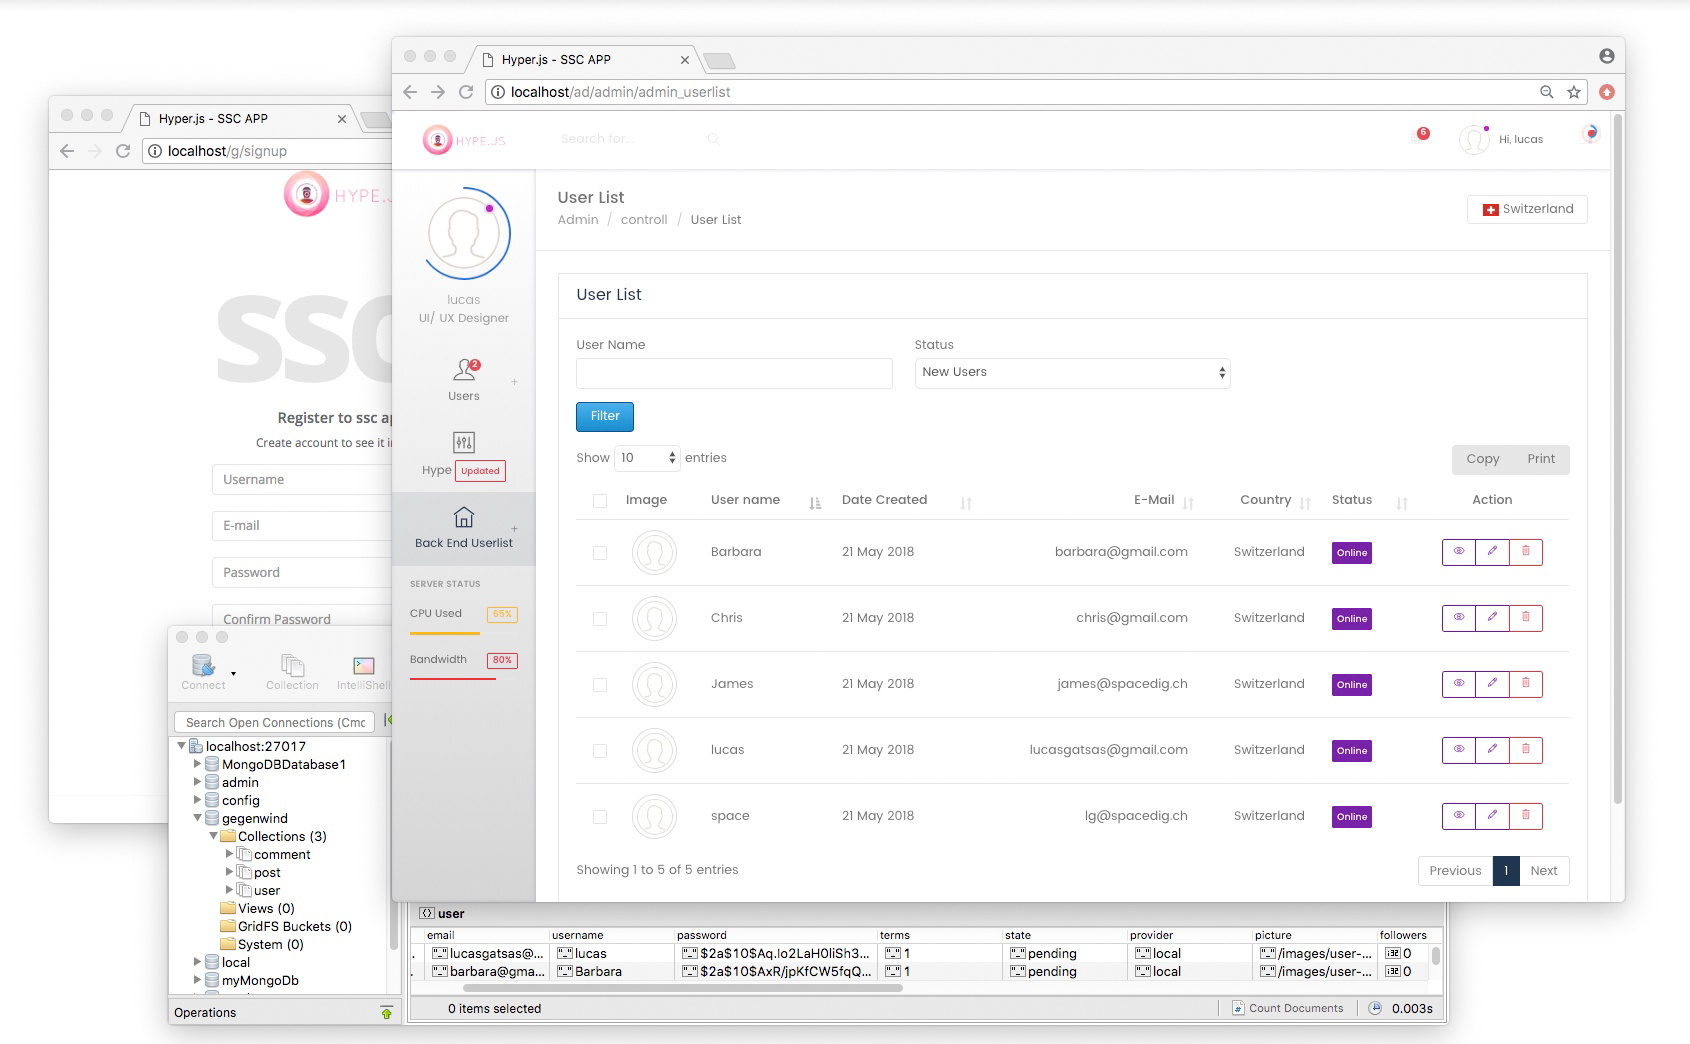 Hyper.js - SSC APP
localhost/ad/admin/admin_userlist
HYPE.JS
Search for...
6
Hi, lucas
lucas
UI/ UX Designer
2
Users
Hype Updated
Back End Userlist
SERVER STATUS
CPU Used 65%
Bandwidth 80%
User List
Admin / controll / User List
Switzerland
User List
User Name Status
New Users
Filter
Show 10 entries
Copy Print
Image User name Date Created E-Mail Country Status Action
Barbara 21 May 2018 barbara@gmail.com Switzerland Online
Chris 21 May 2018 chris@gmail.com Switzerland Online
James 21 May 2018 james@spacedig.ch Switzerland Online
lucas 21 May 2018 lucasgatsas@gmail.com Switzerland Online
space 21 May 2018 lg@spacedig.ch Switzerland Online
Showing 1 to 5 of 5 entries
Previous 1 Next
Hyper.js - SSC APP
localhost/g/signup
HYPE.J
SSC
Register to ssc ap
Create account to see it i
Username
E-mail
Password
Confirm Password
Connect Collection IntelliShell
Search Open Connections (Cmd
localhost:27017
MongoDBDatabase1
admin
config
gegenwind
Collections (3)
comment
post
user
Views (0)
GridFS Buckets (0)
System (0)
local
myMongoDb
Operations
user
email username password terms state provider picture followers
lucasgatsas@... lucas $2a$10$Aq.lo2LaH0liSh3... 1 pending local /images/user-... 0
barbara@gma... Barbara $2a$10$AxR/jpKfCW5fqQ... 1 pending local /images/user-... 0
0 items selected
Count Documents
0.003s